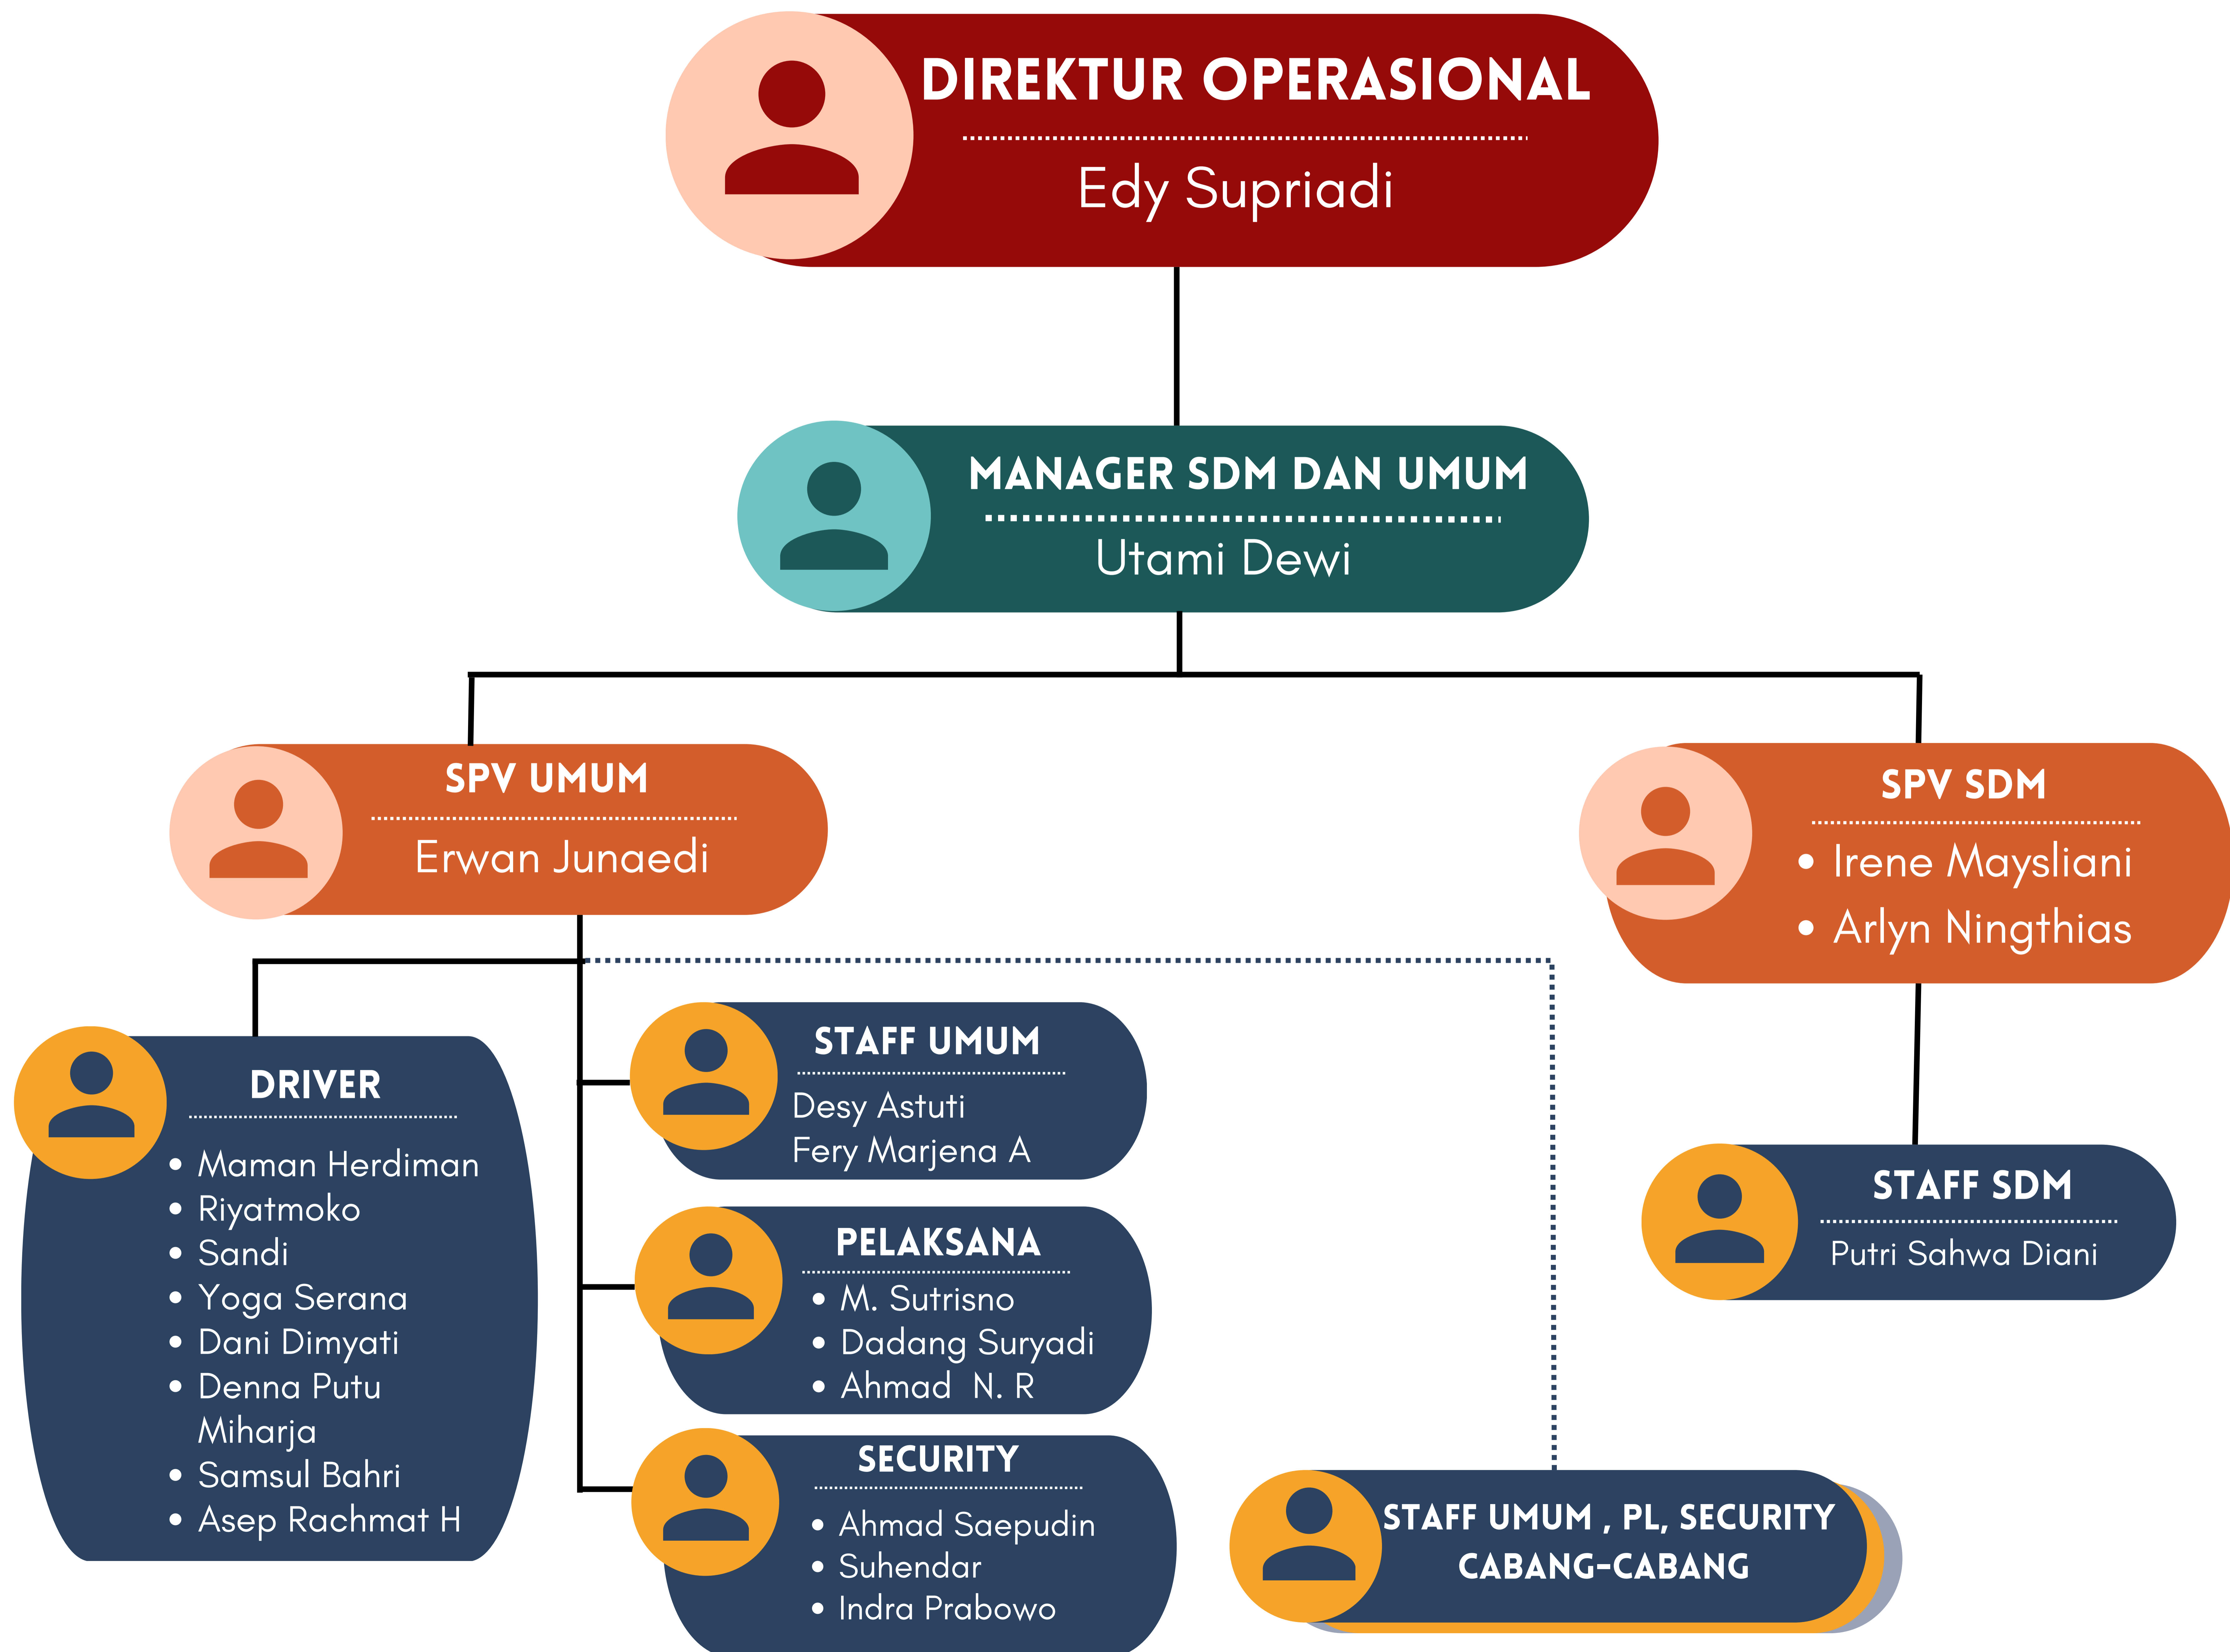 DIREKTUR OPERASIONAL
Edy Supriadi
MANAGER SDM DAN UMUM
Utami Dewi
SPV UMUM
Erwan Junaedi
SPV SDM
• Irene Maysliani
• Arlyn Ningthias
DRIVER
• Maman Herdiman
• Riyatmoko
• Sandi
• Yoga Serana
• Dani Dimyati
• Denna Putu
Miharja
• Samsul Bahri
• Asep Rachmat H
STAFF UMUM
Desy Astuti
Fery Marjena A
PELAKSANA
• M. Sutrisno
• Dadang Suryadi
• Ahmad N. R
SECURITY
• Ahmad Saepudin
• Suhendar
• Indra Prabowo
STAFF UMUM , PL, SECURITY
CABANG-CABANG
STAFF SDM
Putri Sahwa Diani